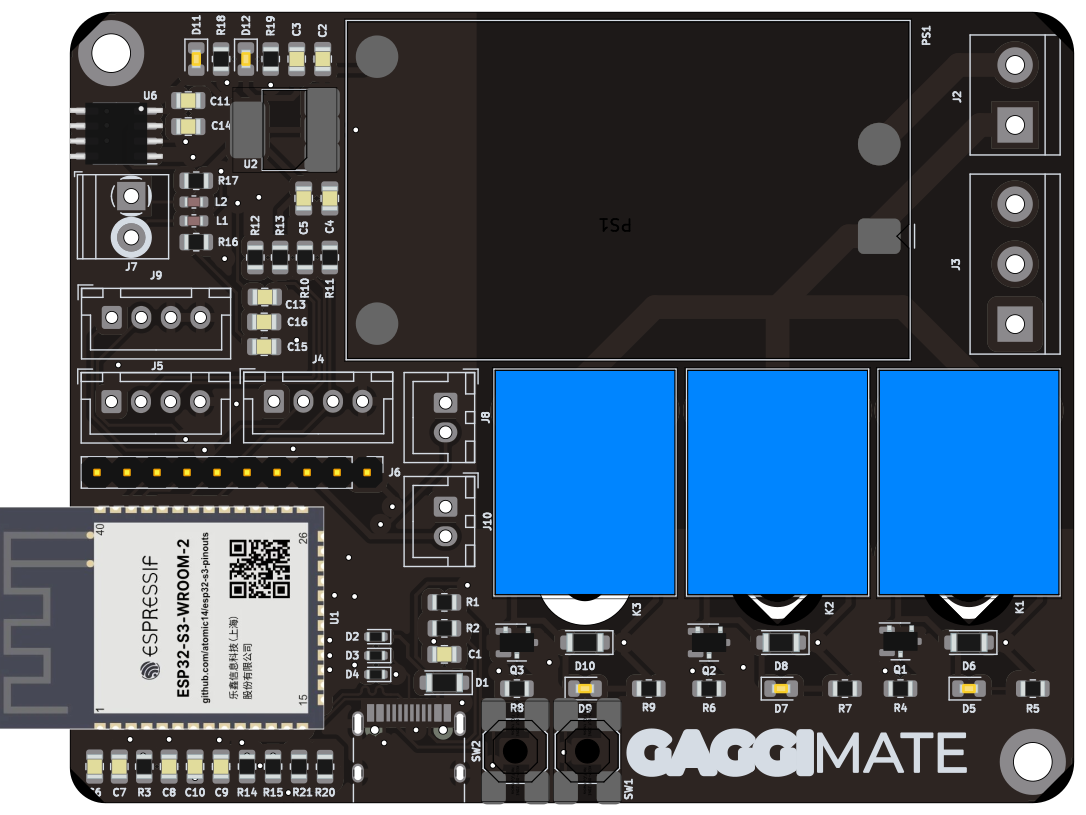 D11
R18
D12
R19
C3
C2
PS1
J2
U6
C11
C14
U2
R17
L2
L1
R16
R12
R13
C5
C4
PS1
J3
J7
J9
R10
R11
C13
C16
C15
J4
J5
J8
J6
J10
40
26
ESPRESSIF
ESP32-S3-WROOM-2
github.com/atomic14/esp32-s3-pinouts
乐鑫信息科技(上海)
股份有限公司
1
15
U1
R1
R2
C1
D1
D2
D3
D4
K3
K2
K1
Q3
D10
Q2
D8
Q1
D6
R8
D9
R9
R6
D7
R7
R4
D5
R5
SW2
SW1
GAGGIMATE
C6 C7 R3 C8 C10 C9 R14 R15 R21 R20